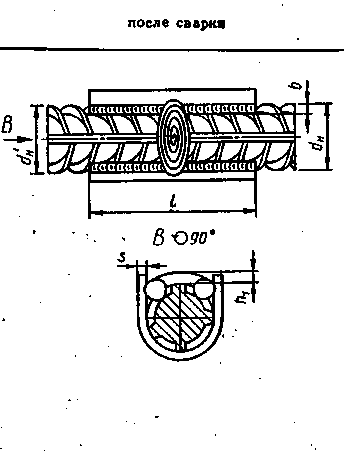 после сварки
b
В
d'н
dн
l
В ↺ 90°
s
h1